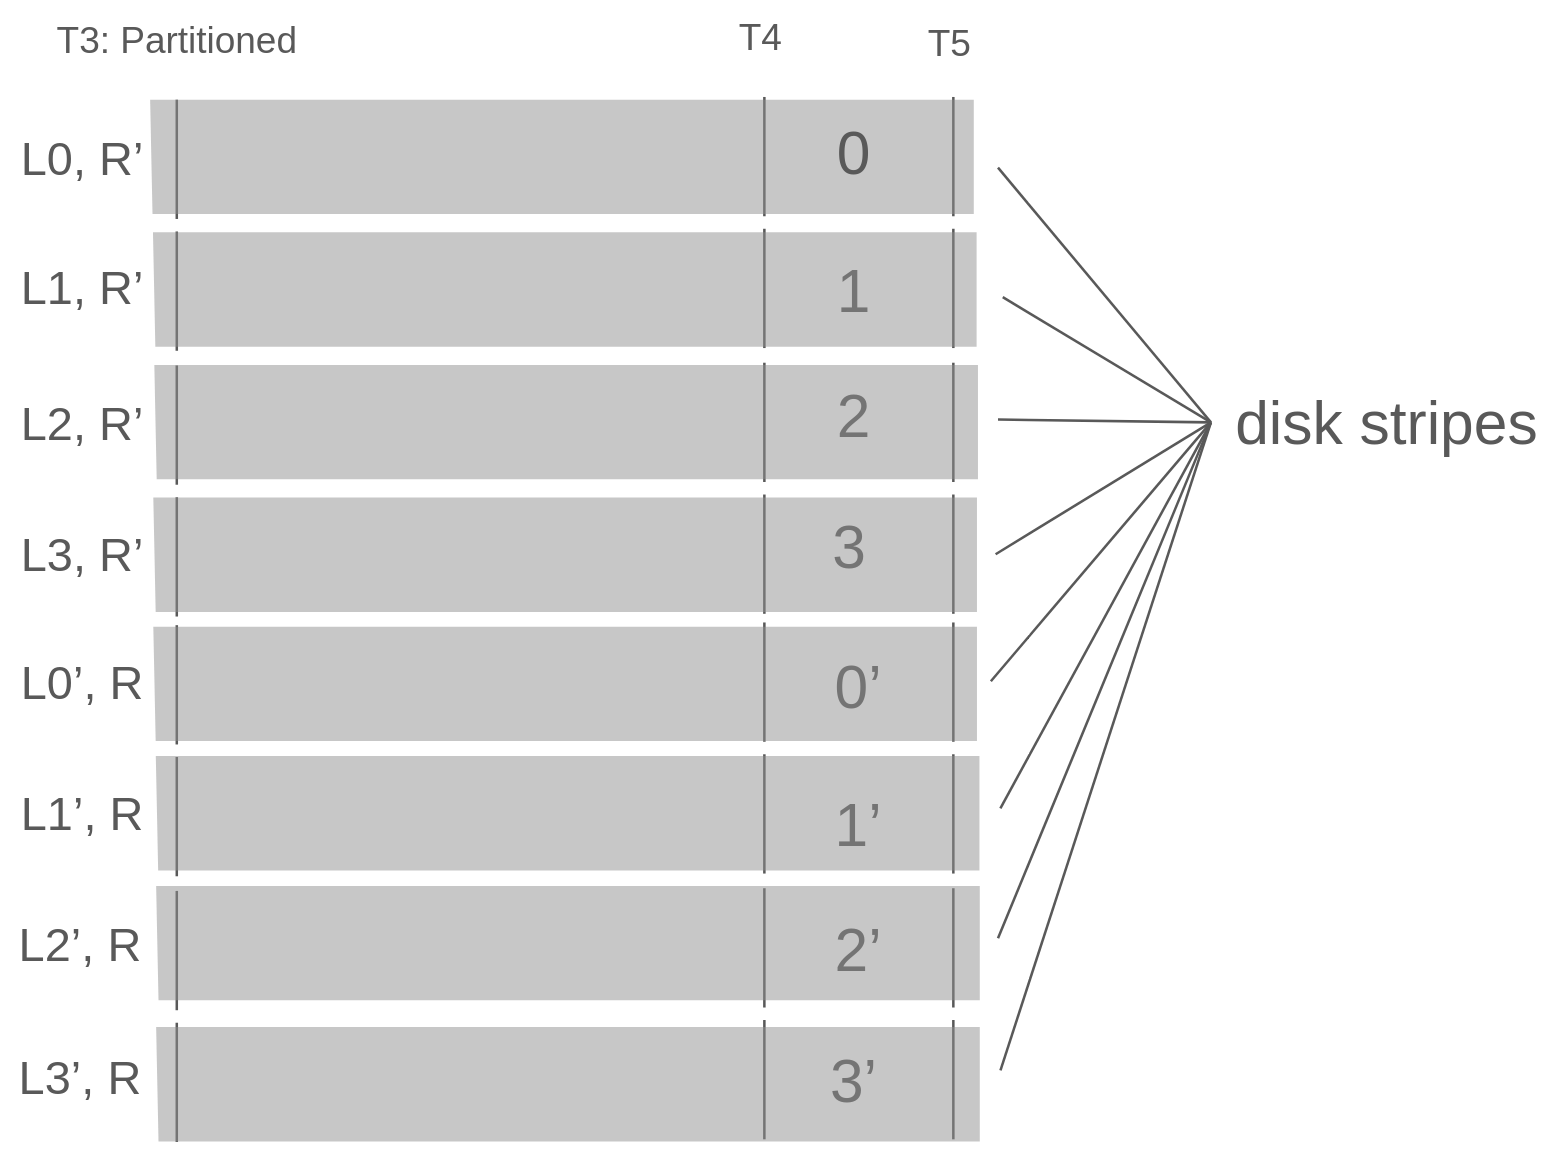 T3: Partitioned
T4
T5
L0, R’
0
L1, R’
1
L2, R’
2
disk stripes
L3, R’
3
L0’, R
0’
L1’, R
1’
L2’, R
2’
L3’, R
3’